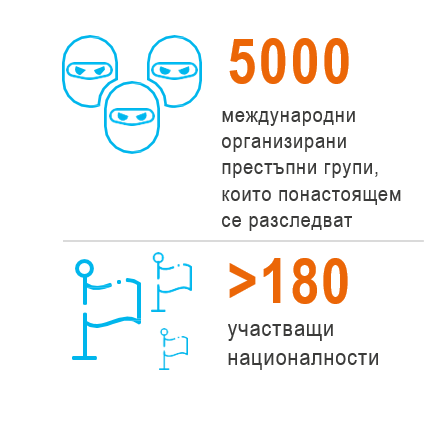 5000
международни
организирани
престъпни групи,
които понастоящем
се разследват
>180
участващи
националности